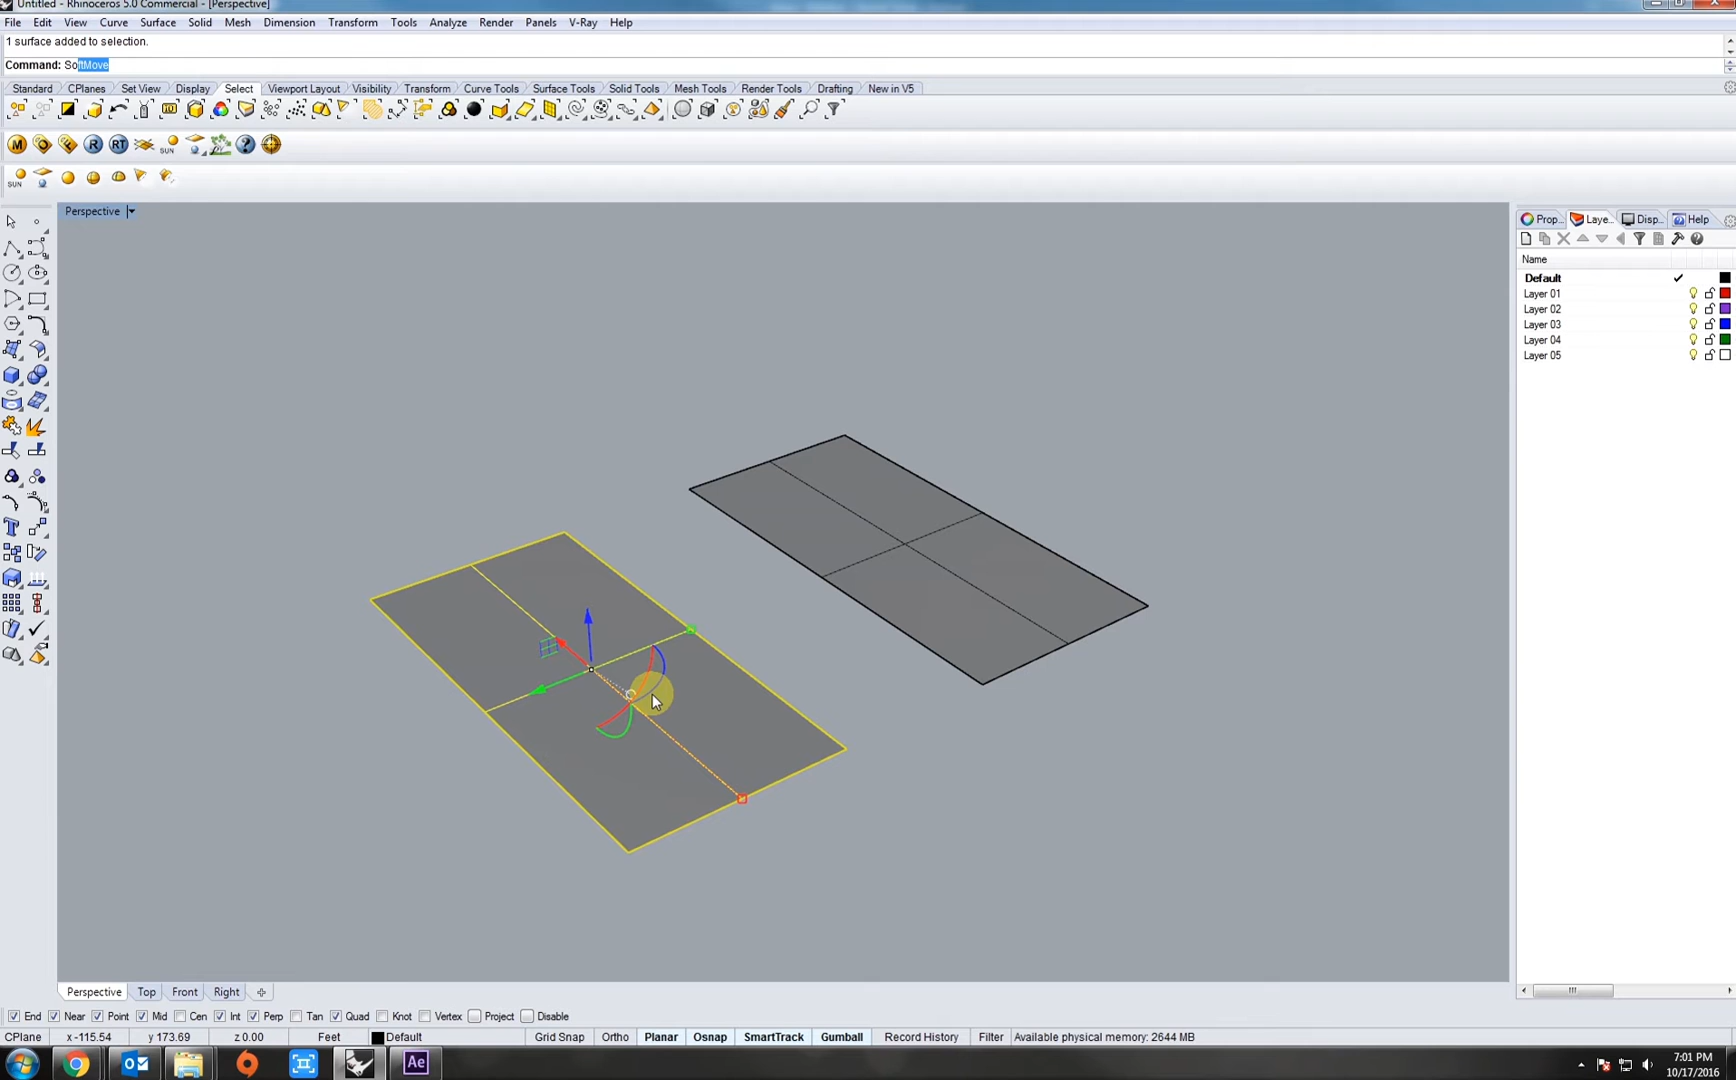 Untitled - Rhinoceros 5.0 Commercial - [Perspective]
File Edit View Curve Surface Solid Mesh Dimension Transform Tools Analyze Render Panels V-Ray Help
1 surface added to selection.
Command: SoftMove
Standard CPlanes Set View Display Select Viewport Layout Visibility Transform Curve Tools Surface Tools Solid Tools Mesh Tools Render Tools Drafting New in V5
M R RT SUN ?
SUN
Perspective
Prop... Laye... Disp... Help
Name
Default
Layer 01
Layer 02
Layer 03
Layer 04
Layer 05
Perspective Top Front Right
End Near Point Mid Cen Int Perp Tan Quad Knot Vertex Project Disable
CPlane x -115.54 y 173.69 z 0.00 Feet Default Grid Snap Ortho Planar Osnap SmartTrack Gumball Record History Filter Available physical memory: 2644 MB
Ae
7:01 PM
10/17/2016